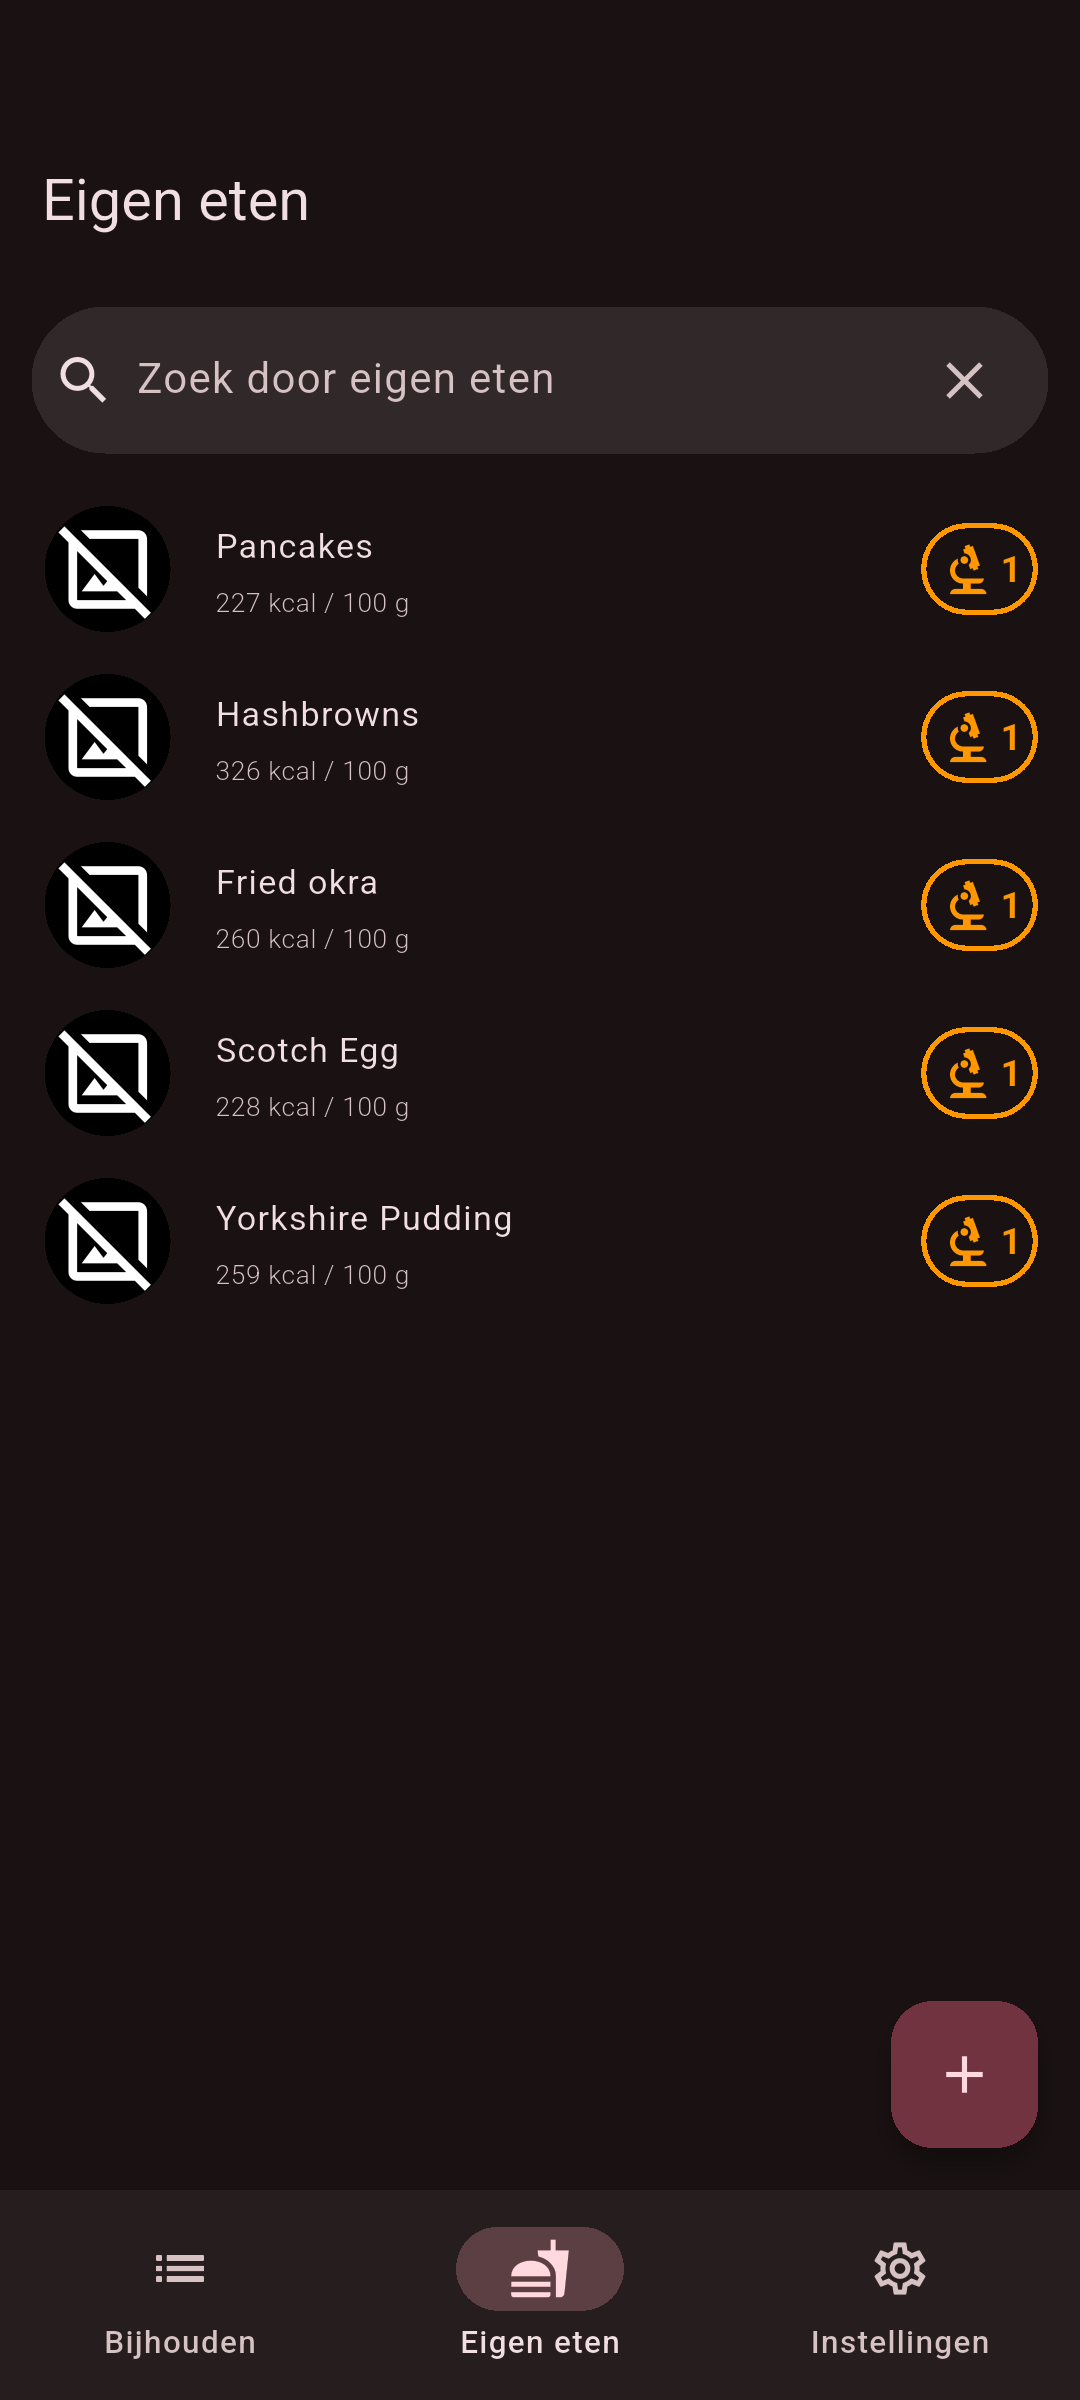 Eigen eten
Zoek door eigen eten
Pancakes
227 kcal / 100 g
1
Hashbrowns
326 kcal / 100 g
1
Fried okra
260 kcal / 100 g
1
Scotch Egg
228 kcal / 100 g
1
Yorkshire Pudding
259 kcal / 100 g
1
Bijhouden
Eigen eten
Instellingen